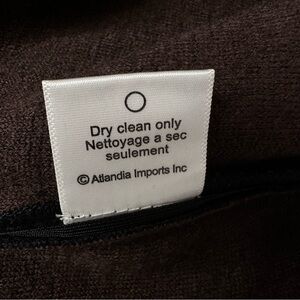 Dry clean only
Nettoyage a sec
seulement
© Atlandia Imports Inc